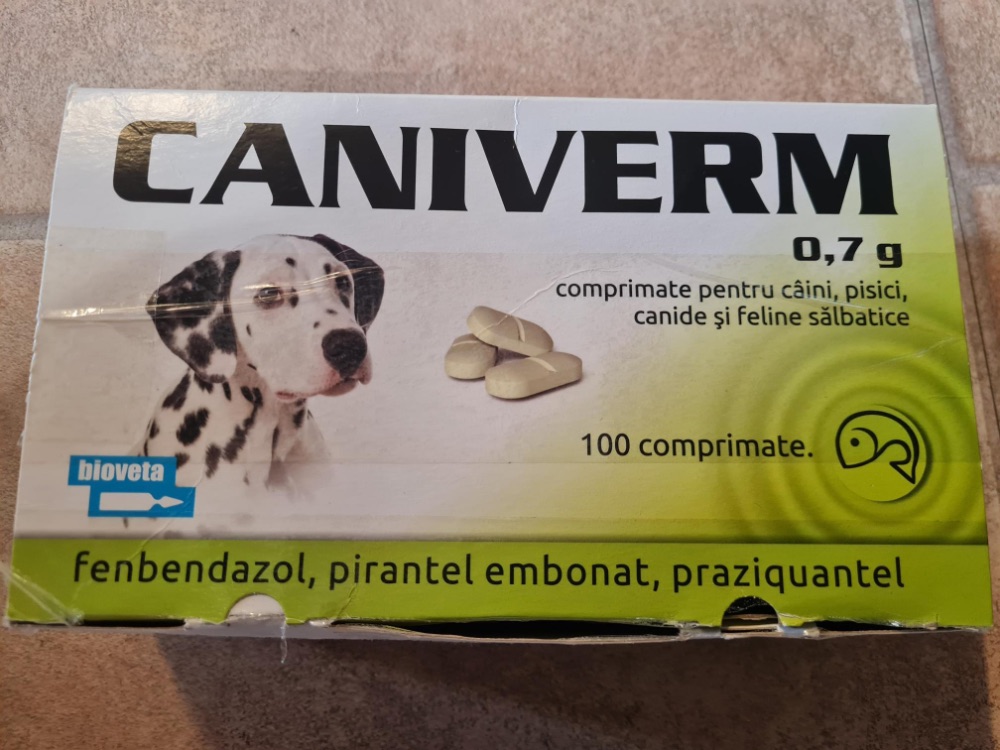 CANIVERM
0,7 g
comprimate pentru câini, pisici,
canide şi feline sălbatice
100 comprimate.
bioveta
fenbendazol, pirantel embonat, praziquantel